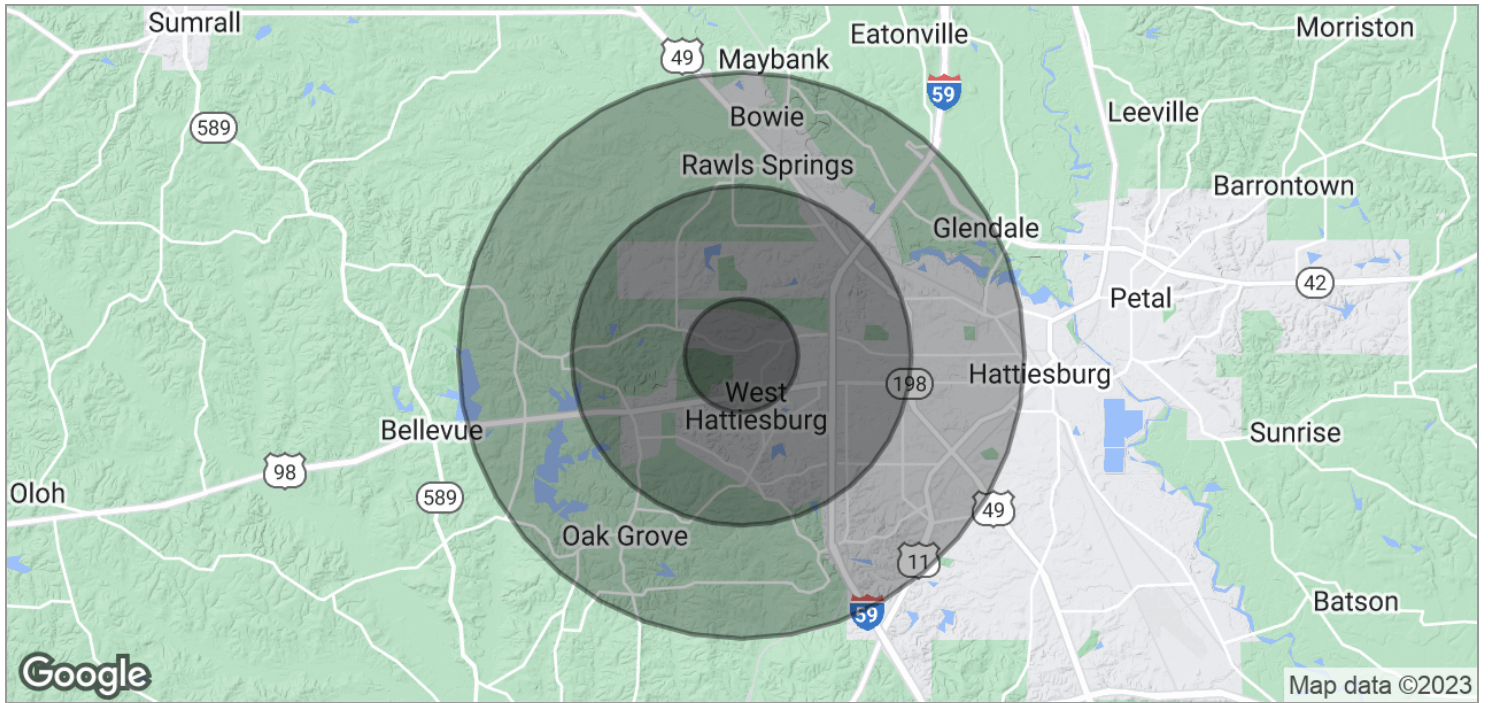 Sumrall
Eatonville
Morriston
49
Maybank
59
Bowie
Leeville
589
Rawls Springs
Barrontown
Glendale
42
Petal
Hattiesburg
198
West
Hattiesburg
Bellevue
Sunrise
98
Oloh
589
49
Oak Grove
11
Batson
59
Google
Map data ©2023